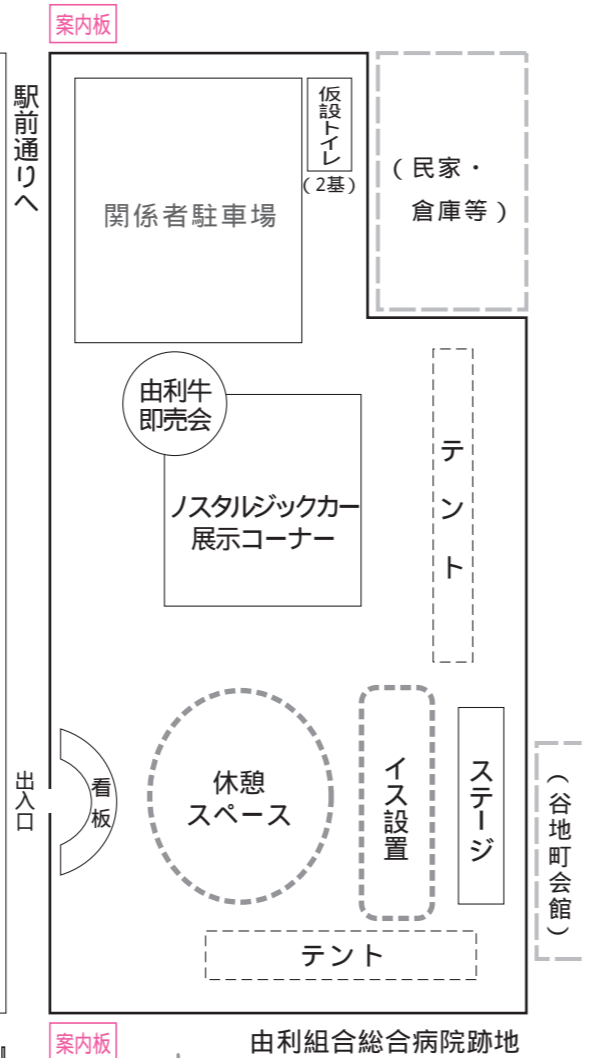 案内板
駅前通りへ
仮設トイレ
(2基)
(民家・
倉庫等)
関係者駐車場
由利牛
即売会
ノスタルジックカー
展示コーナー
テント
出入口
看板
休憩
スペース
イス設置
ステージ
(谷地町会館)
テント
案内板
由利組合総合病院跡地